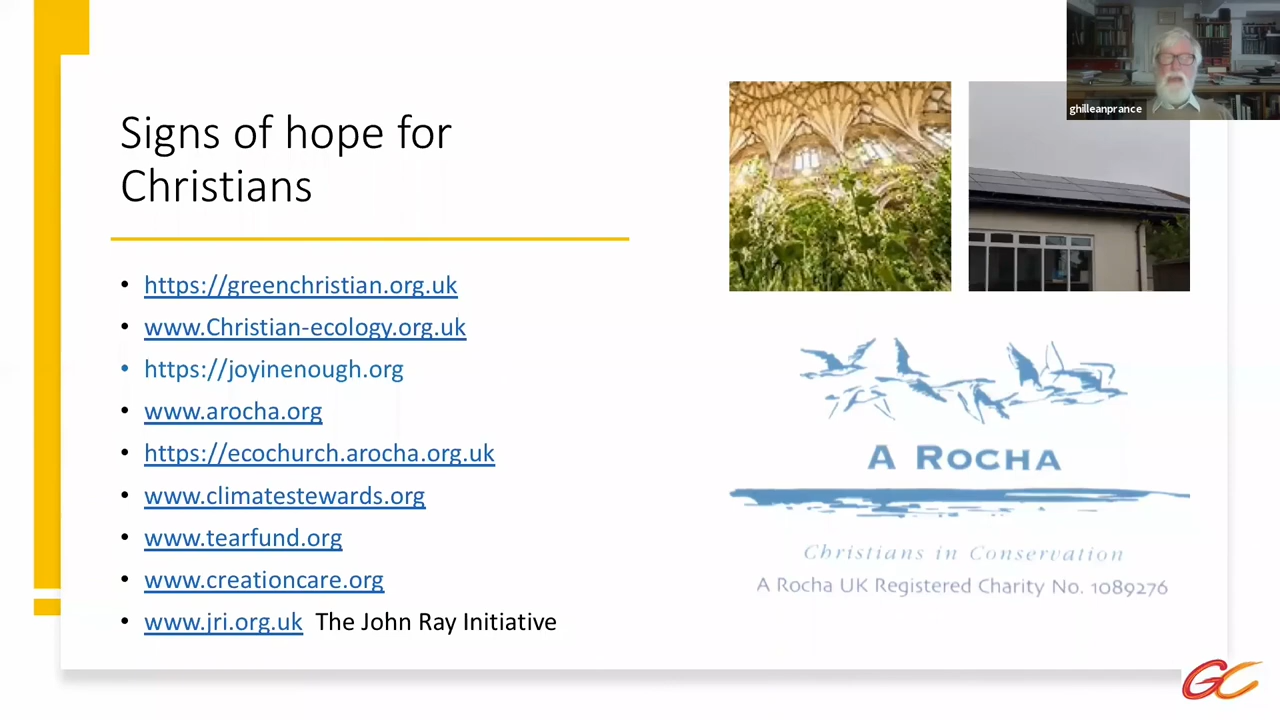 Signs of hope for
Christians
• https://greenchristian.org.uk
• www.Christian-ecology.org.uk
• https://joyinenough.org
• www.arocha.org
• https://ecochurch.arocha.org.uk
• www.climatestewards.org
• www.tearfund.org
• www.creationcare.org
• www.jri.org.uk The John Ray Initiative
ghilleanprance
A ROCHA
Christians in Conservation
A Rocha UK Registered Charity No. 1089276
GC